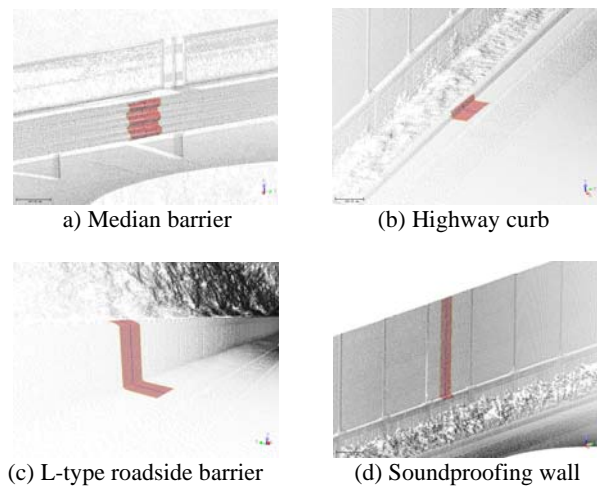 a) Median barrier
(b) Highway curb
(c) L-type roadside barrier
(d) Soundproofing wall